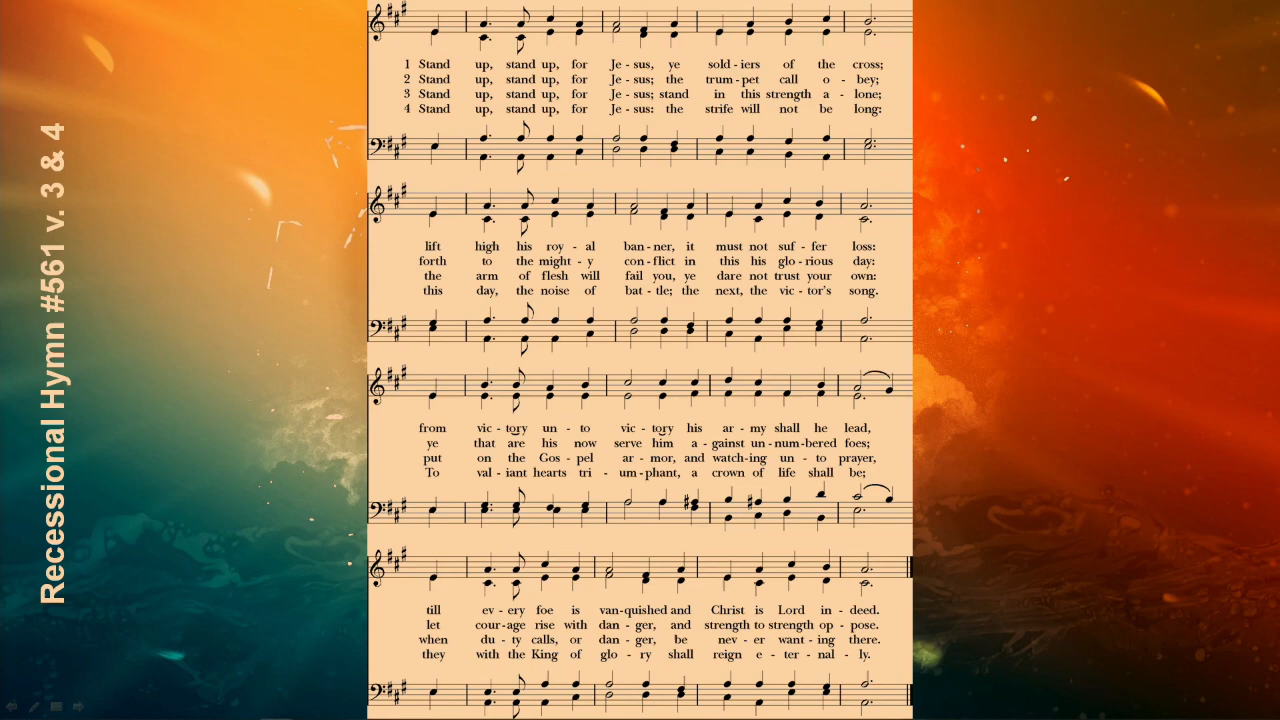 Recessional Hymn #561 v. 3 & 4
1 Stand up, stand up, for Je - sus, ye sold - iers of the cross;
2 Stand up, stand up, for Je - sus; the trum - pet call o - bey;
3 Stand up, stand up, for Je - sus; stand in this strength a - lone;
4 Stand up, stand up, for Je - sus: the strife will not be long:
lift high his roy - al ban - ner, it must not suf - fer loss:
forth to the might - y con - flict in this his glo - rious day:
the arm of flesh will fail you, ye dare not trust your own:
this day, the noise of bat - tle; the next, the vic - tor's song.
from vic - tory un - to vic - tory his ar - my shall he lead,
ye that are his now serve him a - gainst un - num - bered foes;
put on the Gos - pel ar - mor, and watch - ing un - to prayer,
To val - iant hearts tri - um - phant, a crown of life shall be;
till ev - ery foe is van - quished and Christ is Lord in - deed.
let cour - age rise with dan - ger, and strength to strength op - pose.
when du - ty calls, or dan - ger, be nev - er want - ing there.
they with the King of glo - ry shall reign e - ter - nal - ly.